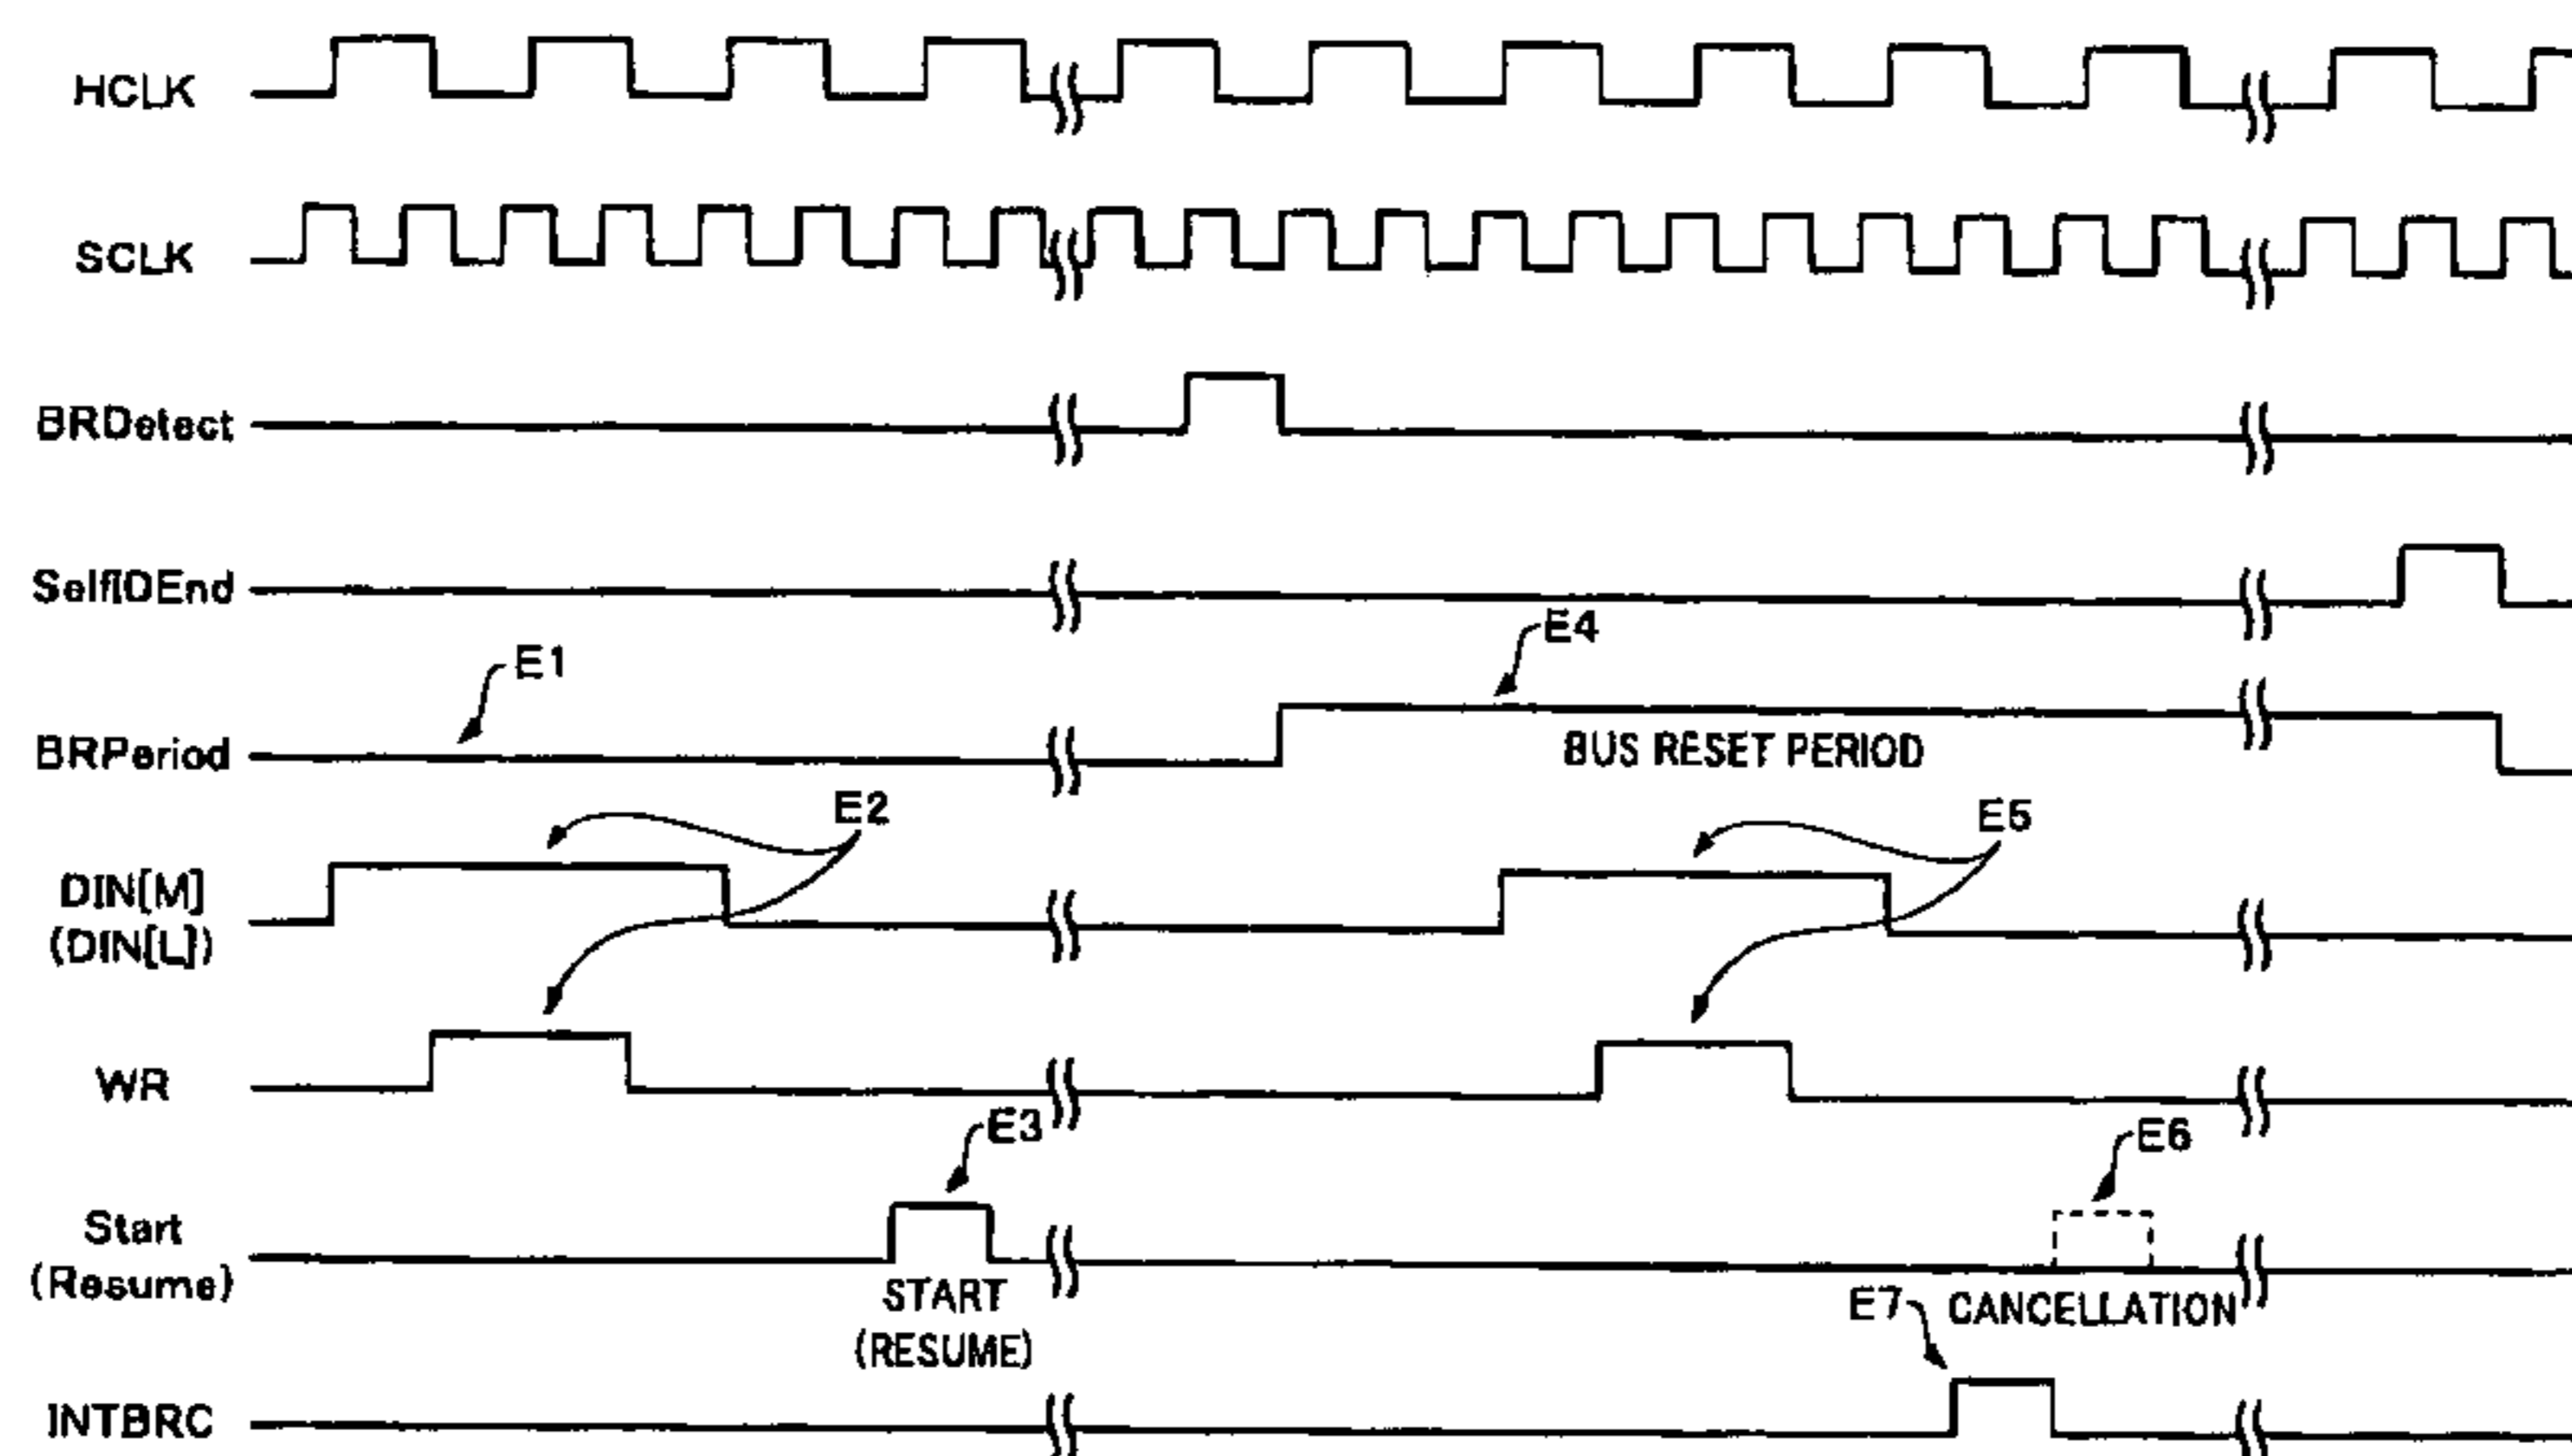 HCLK
SCLK
BRDetect
SelfIDEnd
E4
E1
BRPeriod
BUS RESET PERIOD
E2
E5
DIN[M]
(DIN[L])
WR
E3
E6
Start
(Resume)
START
(RESUME)
E7
CANCELLATION
INTBRC